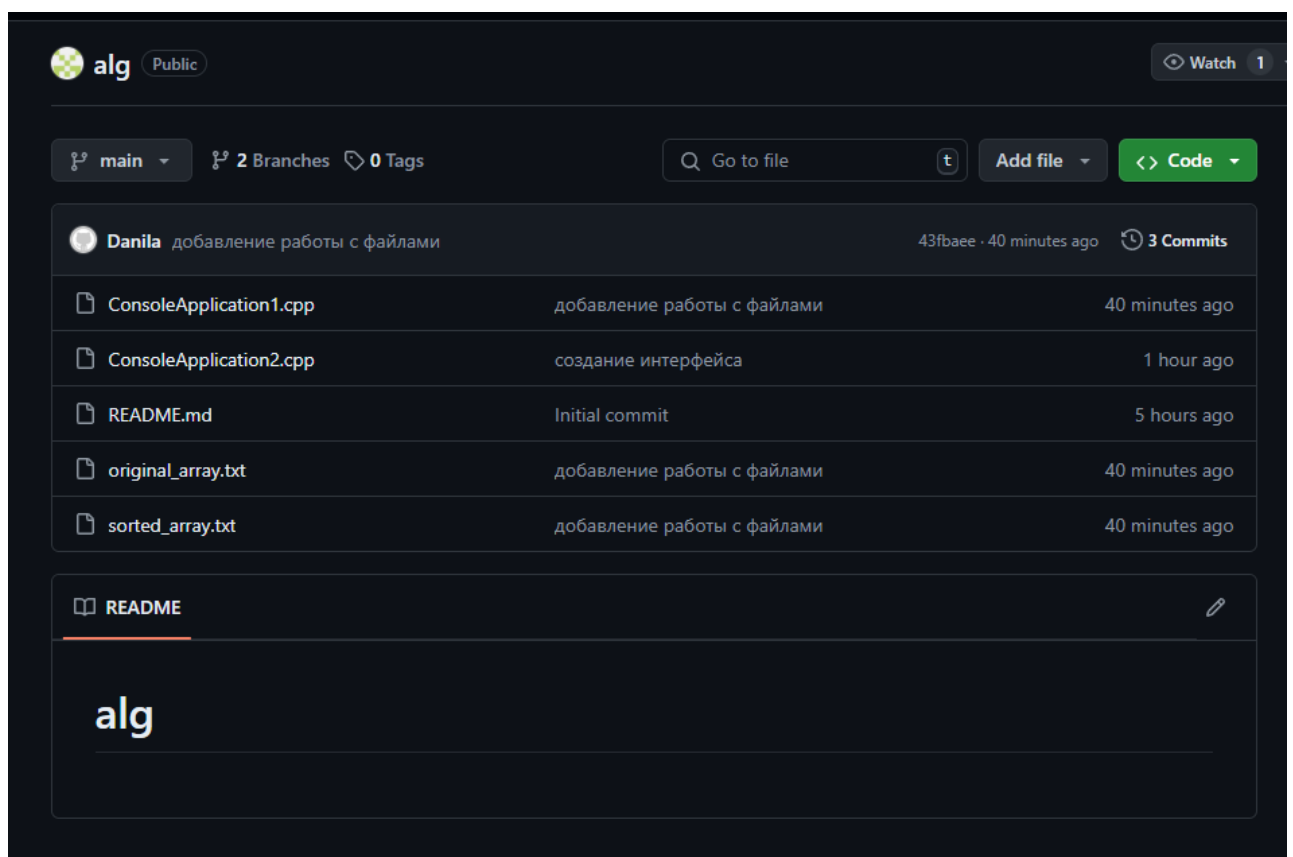 alg Public Watch 1
main 2 Branches 0 Tags Go to file t Add file Code
Danila добавление работы с файлами 43fbaee · 40 minutes ago 3 Commits
ConsoleApplication1.cpp добавление работы с файлами 40 minutes ago
ConsoleApplication2.cpp создание интерфейса 1 hour ago
README.md Initial commit 5 hours ago
original_array.txt добавление работы с файлами 40 minutes ago
sorted_array.txt добавление работы с файлами 40 minutes ago
README
alg